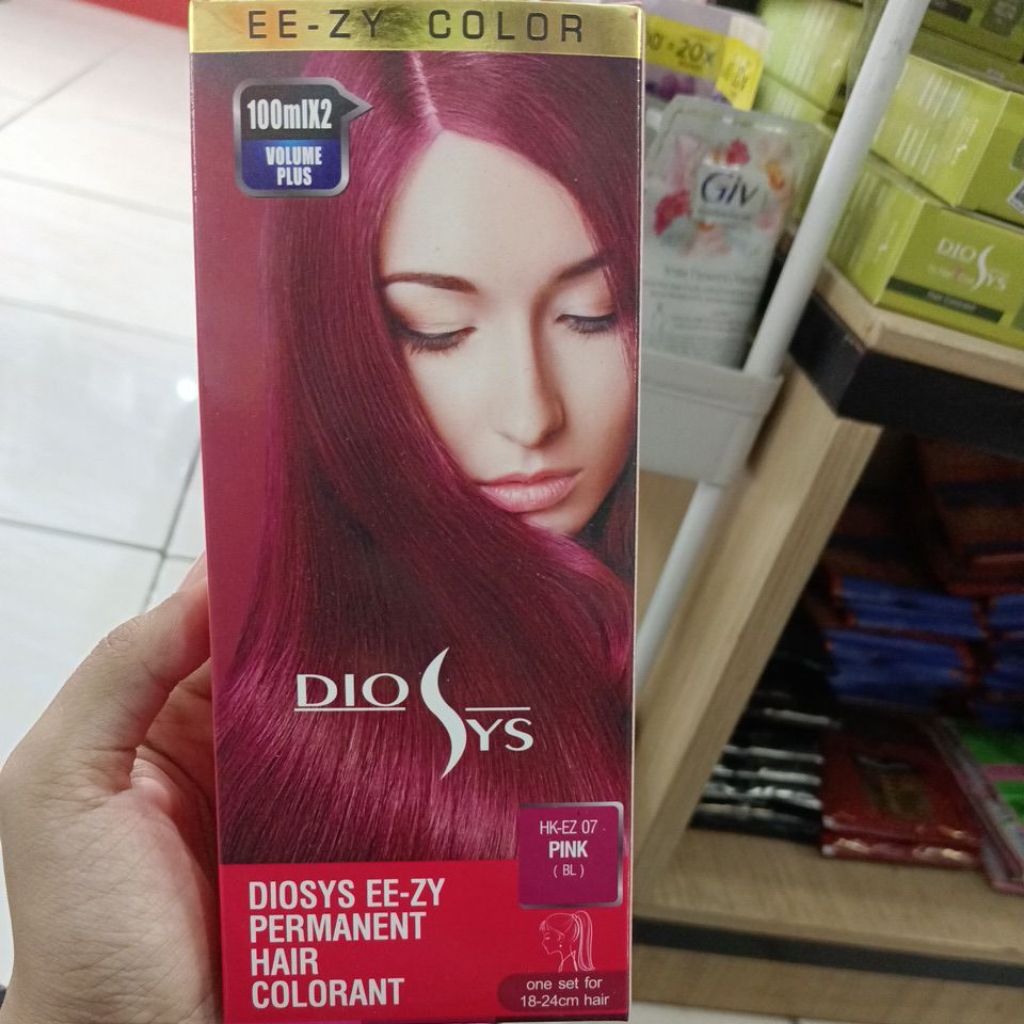 EE-ZY COLOR
100mlX2
VOLUME
PLUS
DIOSYS
HK-EZ 07
PINK
( BL )
DIOSYS EE-ZY
PERMANENT
HAIR
COLORANT
one set for
18-24cm hair
Giv
DIOSYS
20x